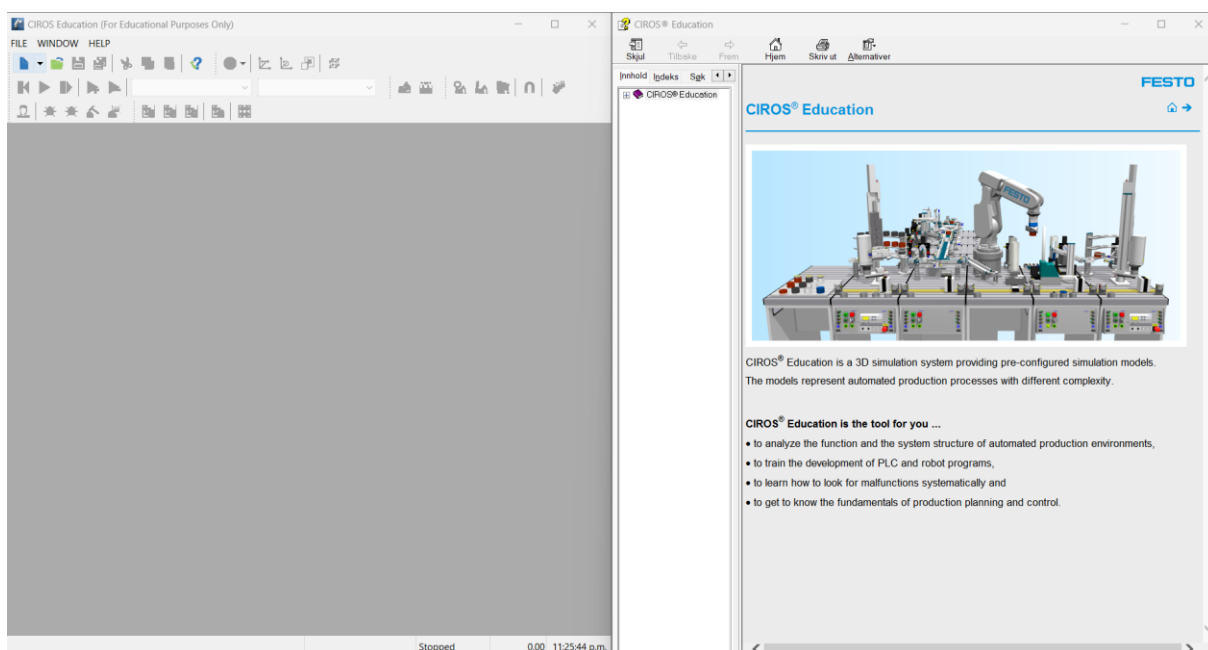 CIROS Education (For Educational Purposes Only)
FILE WINDOW HELP
Stopped 0.00 11:25:44 p.m.
CIROS® Education
Skjul Tilbake Frem Hjem Skriv ut Alternativer
Innhold Indeks Søk
CIROS® Education
FESTO
CIROS® Education
FESTO
CIROS® Education is a 3D simulation system providing pre-configured simulation models.
The models represent automated production processes with different complexity.
CIROS® Education is the tool for you ...
• to analyze the function and the system structure of automated production environments,
• to train the development of PLC and robot programs,
• to learn how to look for malfunctions systematically and
• to get to know the fundamentals of production planning and control.